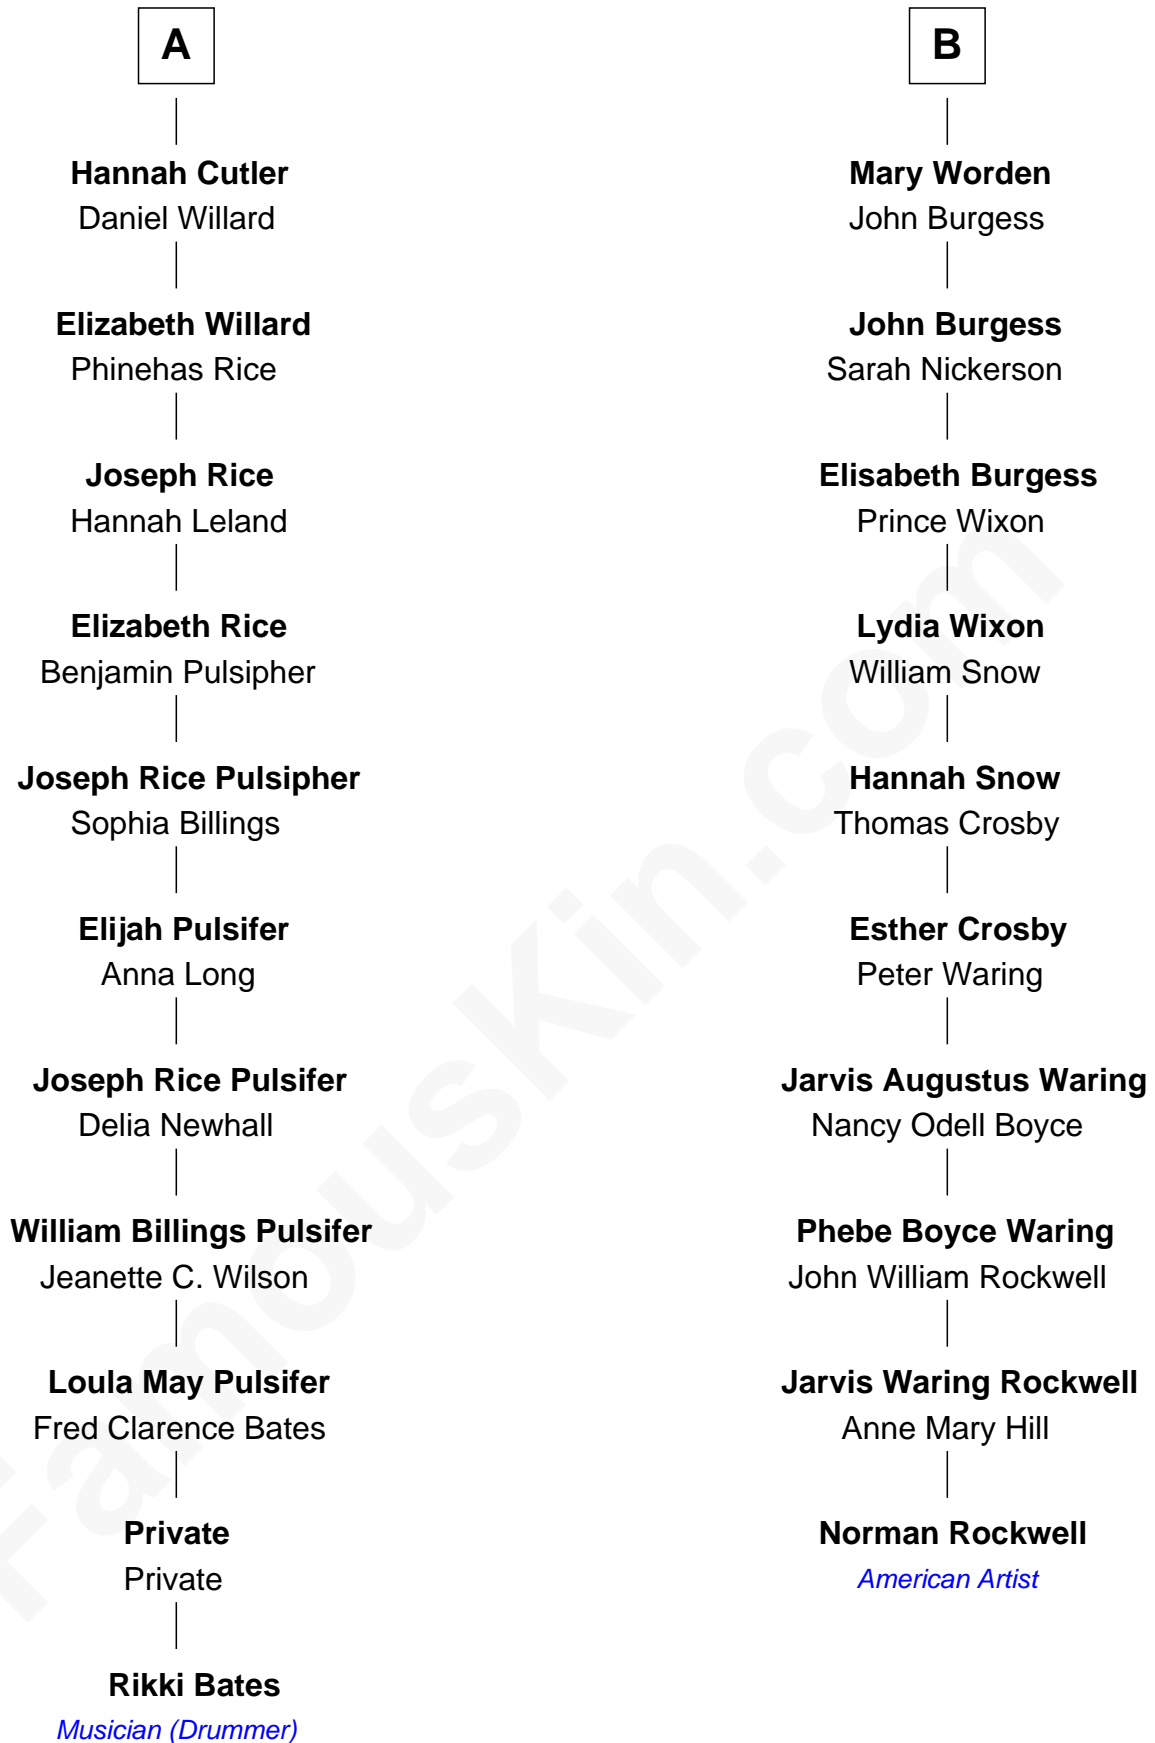 A
Hannah Cutler
Daniel Willard
Elizabeth Willard
Phinehas Rice
Joseph Rice
Hannah Leland
Elizabeth Rice
Benjamin Pulsipher
Joseph Rice Pulsipher
Sophia Billings
Elijah Pulsifer
Anna Long
Joseph Rice Pulsifer
Delia Newhall
William Billings Pulsifer
Jeanette C. Wilson
Loula May Pulsifer
Fred Clarence Bates
Private
Private
Rikki Bates
Musician (Drummer)
B
Mary Worden
John Burgess
John Burgess
Sarah Nickerson
Elisabeth Burgess
Prince Wixon
Lydia Wixon
William Snow
Hannah Snow
Thomas Crosby
Esther Crosby
Peter Waring
Jarvis Augustus Waring
Nancy Odell Boyce
Phebe Boyce Waring
John William Rockwell
Jarvis Waring Rockwell
Anne Mary Hill
Norman Rockwell
American Artist
FamousKin.com